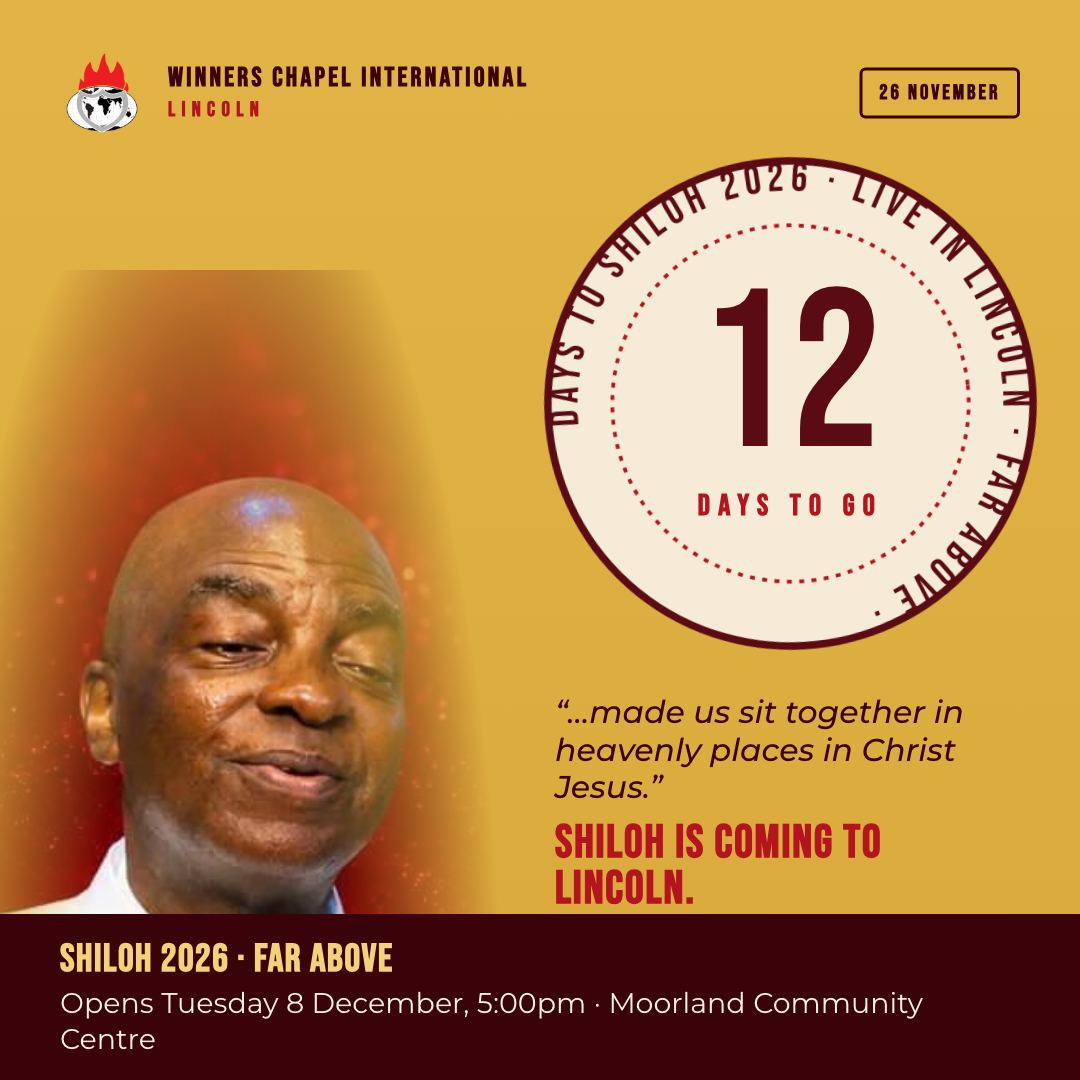 WINNERS CHAPEL INTERNATIONAL
LINCOLN
26 NOVEMBER
DAYS TO SHILOH 2026 · LIVE IN LINCOLN · FAR ABOVE ·
12
DAYS TO GO
“...made us sit together in
heavenly places in Christ
Jesus.”
SHILOH IS COMING TO
LINCOLN.
SHILOH 2026 · FAR ABOVE
Opens Tuesday 8 December, 5:00pm · Moorland Community
Centre